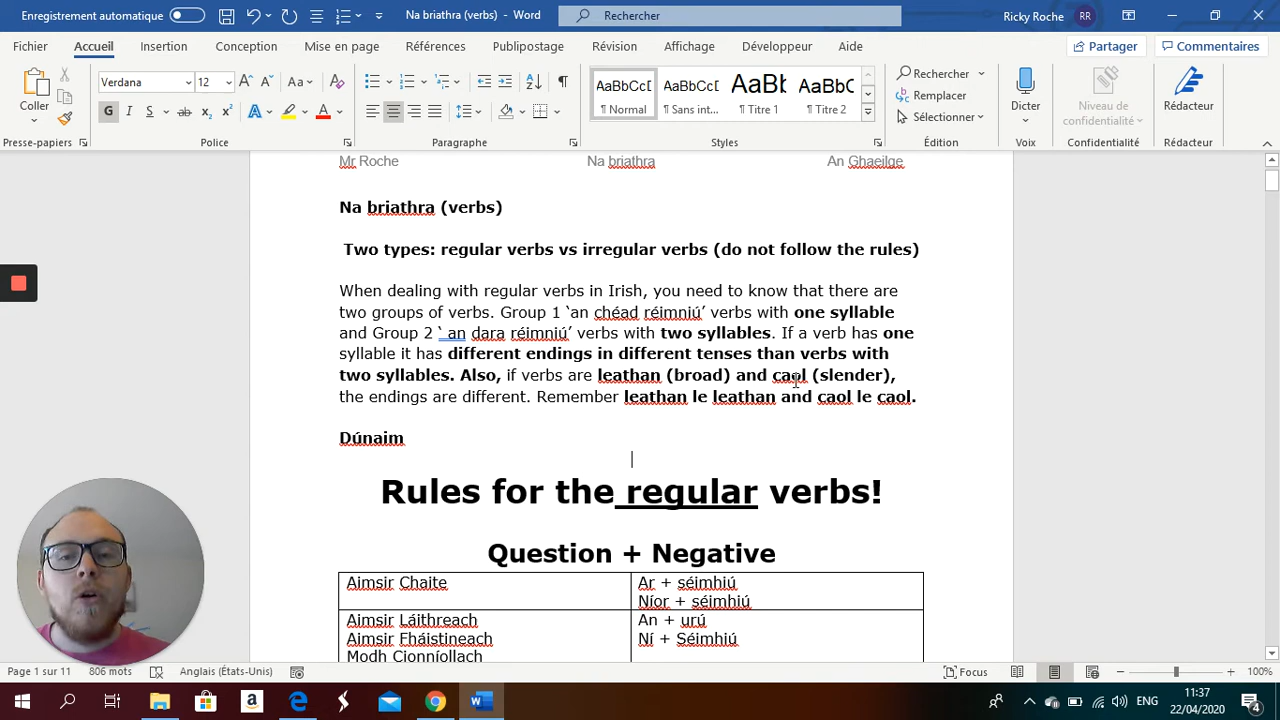 Enregistrement automatique
Na briathra (verbs) - Word
Rechercher
Ricky Roche RR
Fichier Accueil Insertion Conception Mise en page Références Publipostage Révision Affichage Développeur Aide Partager Commentaires
Coller
Verdana 12
AaBbCcD ¶ Normal
AaBbCcD ¶ Sans int...
AaBb ¶ Titre 1
AaBbC ¶ Titre 2
Rechercher
Remplacer
Sélectionner
Dicter
Niveau de confidentialité
Rédacteur
Presse-papiers Police Paragraphe Styles Édition Voix Confidentialité Rédacteur
Mr Roche Na briathra An Ghaeilge
Na briathra (verbs)
Two types: regular verbs vs irregular verbs (do not follow the rules)
When dealing with regular verbs in Irish, you need to know that there are
two groups of verbs. Group 1 ‘an chéad réimniú’ verbs with one syllable
and Group 2 ‘ an dara réimniú’ verbs with two syllables. If a verb has one
syllable it has different endings in different tenses than verbs with
two syllables. Also, if verbs are leathan (broad) and caol (slender),
the endings are different. Remember leathan le leathan and caol le caol.
Dúnaim
Rules for the regular verbs!
Question + Negative
Aimsir Chaite
Ar + séimhiú
Níor + séimhiú
Aimsir Láithreach
Aimsir Fháistineach
Modh Cionníollach
An + urú
Ní + Séimhiú
Page 1 sur 11 806 mots Anglais (États-Unis) Focus 100%
ENG 11:37
22/04/2020 4